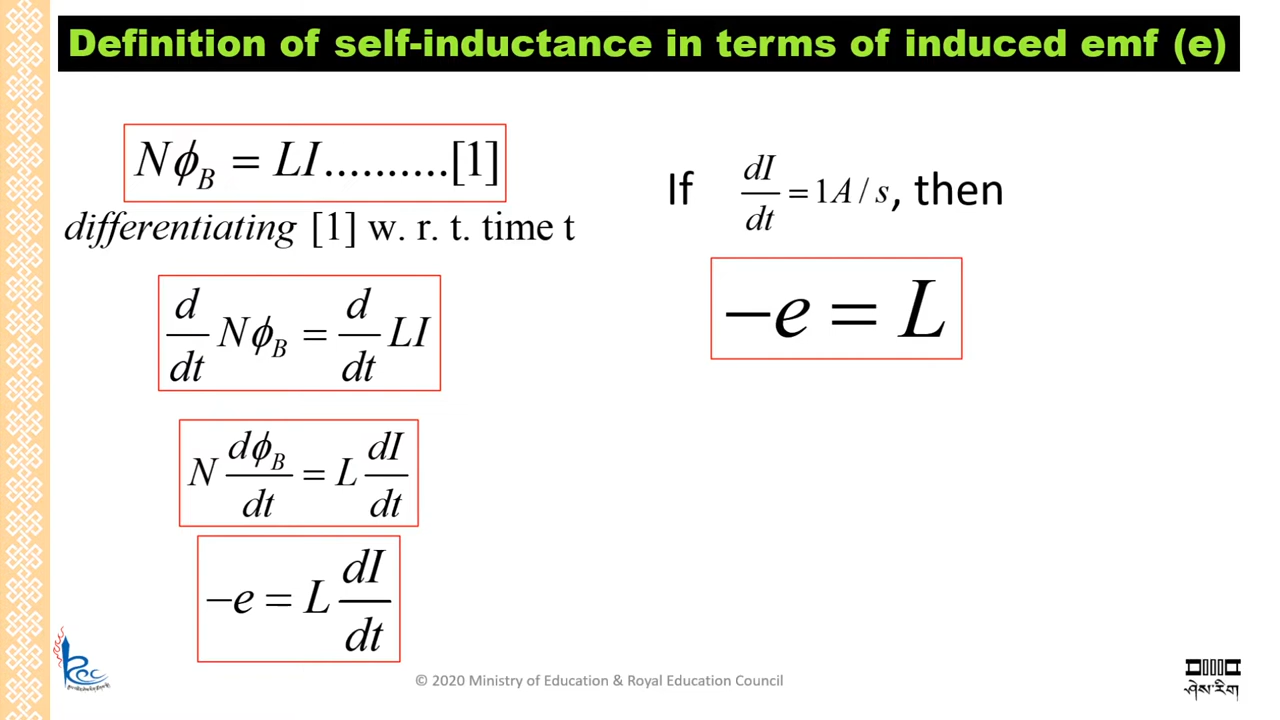 Definition of self-inductance in terms of induced emf (e)
Nϕ_B = LI..........[1]
differentiating [1] w. r. t. time t
d/dt Nϕ_B = d/dt LI
N dϕ_B/dt = L dI/dt
−e = L dI/dt
If dI/dt = 1A / s, then
−e = L
© 2020 Ministry of Education & Royal Education Council
ཤེས་རིག